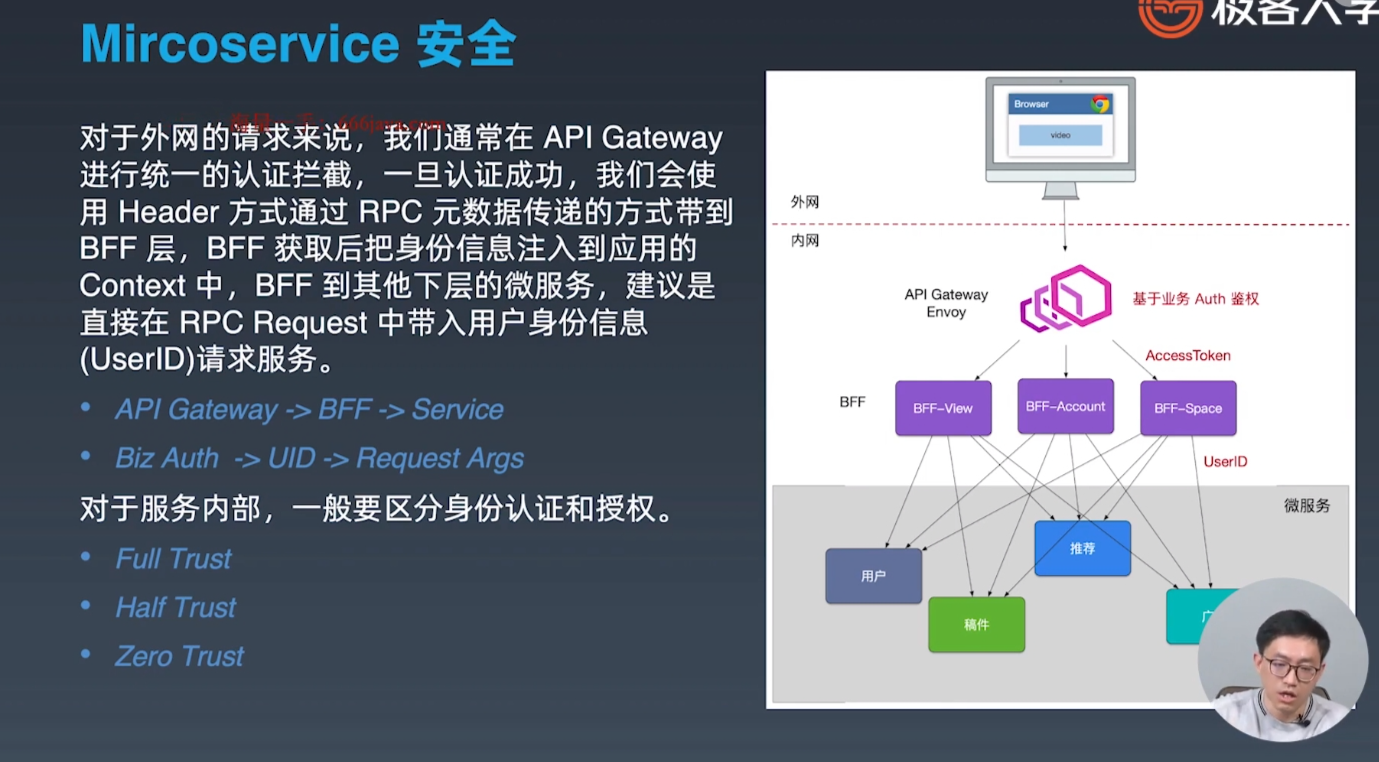 极客大学
Mircoservice 安全
海量一手：666java.com
对于外网的请求来说，我们通常在 API Gateway
进行统一的认证拦截，一旦认证成功，我们会使
用 Header 方式通过 RPC 元数据传递的方式带到
BFF 层，BFF 获取后把身份信息注入到应用的
Context 中，BFF 到其他下层的微服务，建议是
直接在 RPC Request 中带入用户身份信息
(UserID)请求服务。
• API Gateway -> BFF -> Service
• Biz Auth -> UID -> Request Args
对于服务内部，一般要区分身份认证和授权。
• Full Trust
• Half Trust
• Zero Trust
Browser
video
外网
内网
API Gateway
Envoy
基于业务 Auth 鉴权
AccessToken
BFF
BFF-View
BFF-Account
BFF-Space
UserID
微服务
推荐
用户
稿件
广